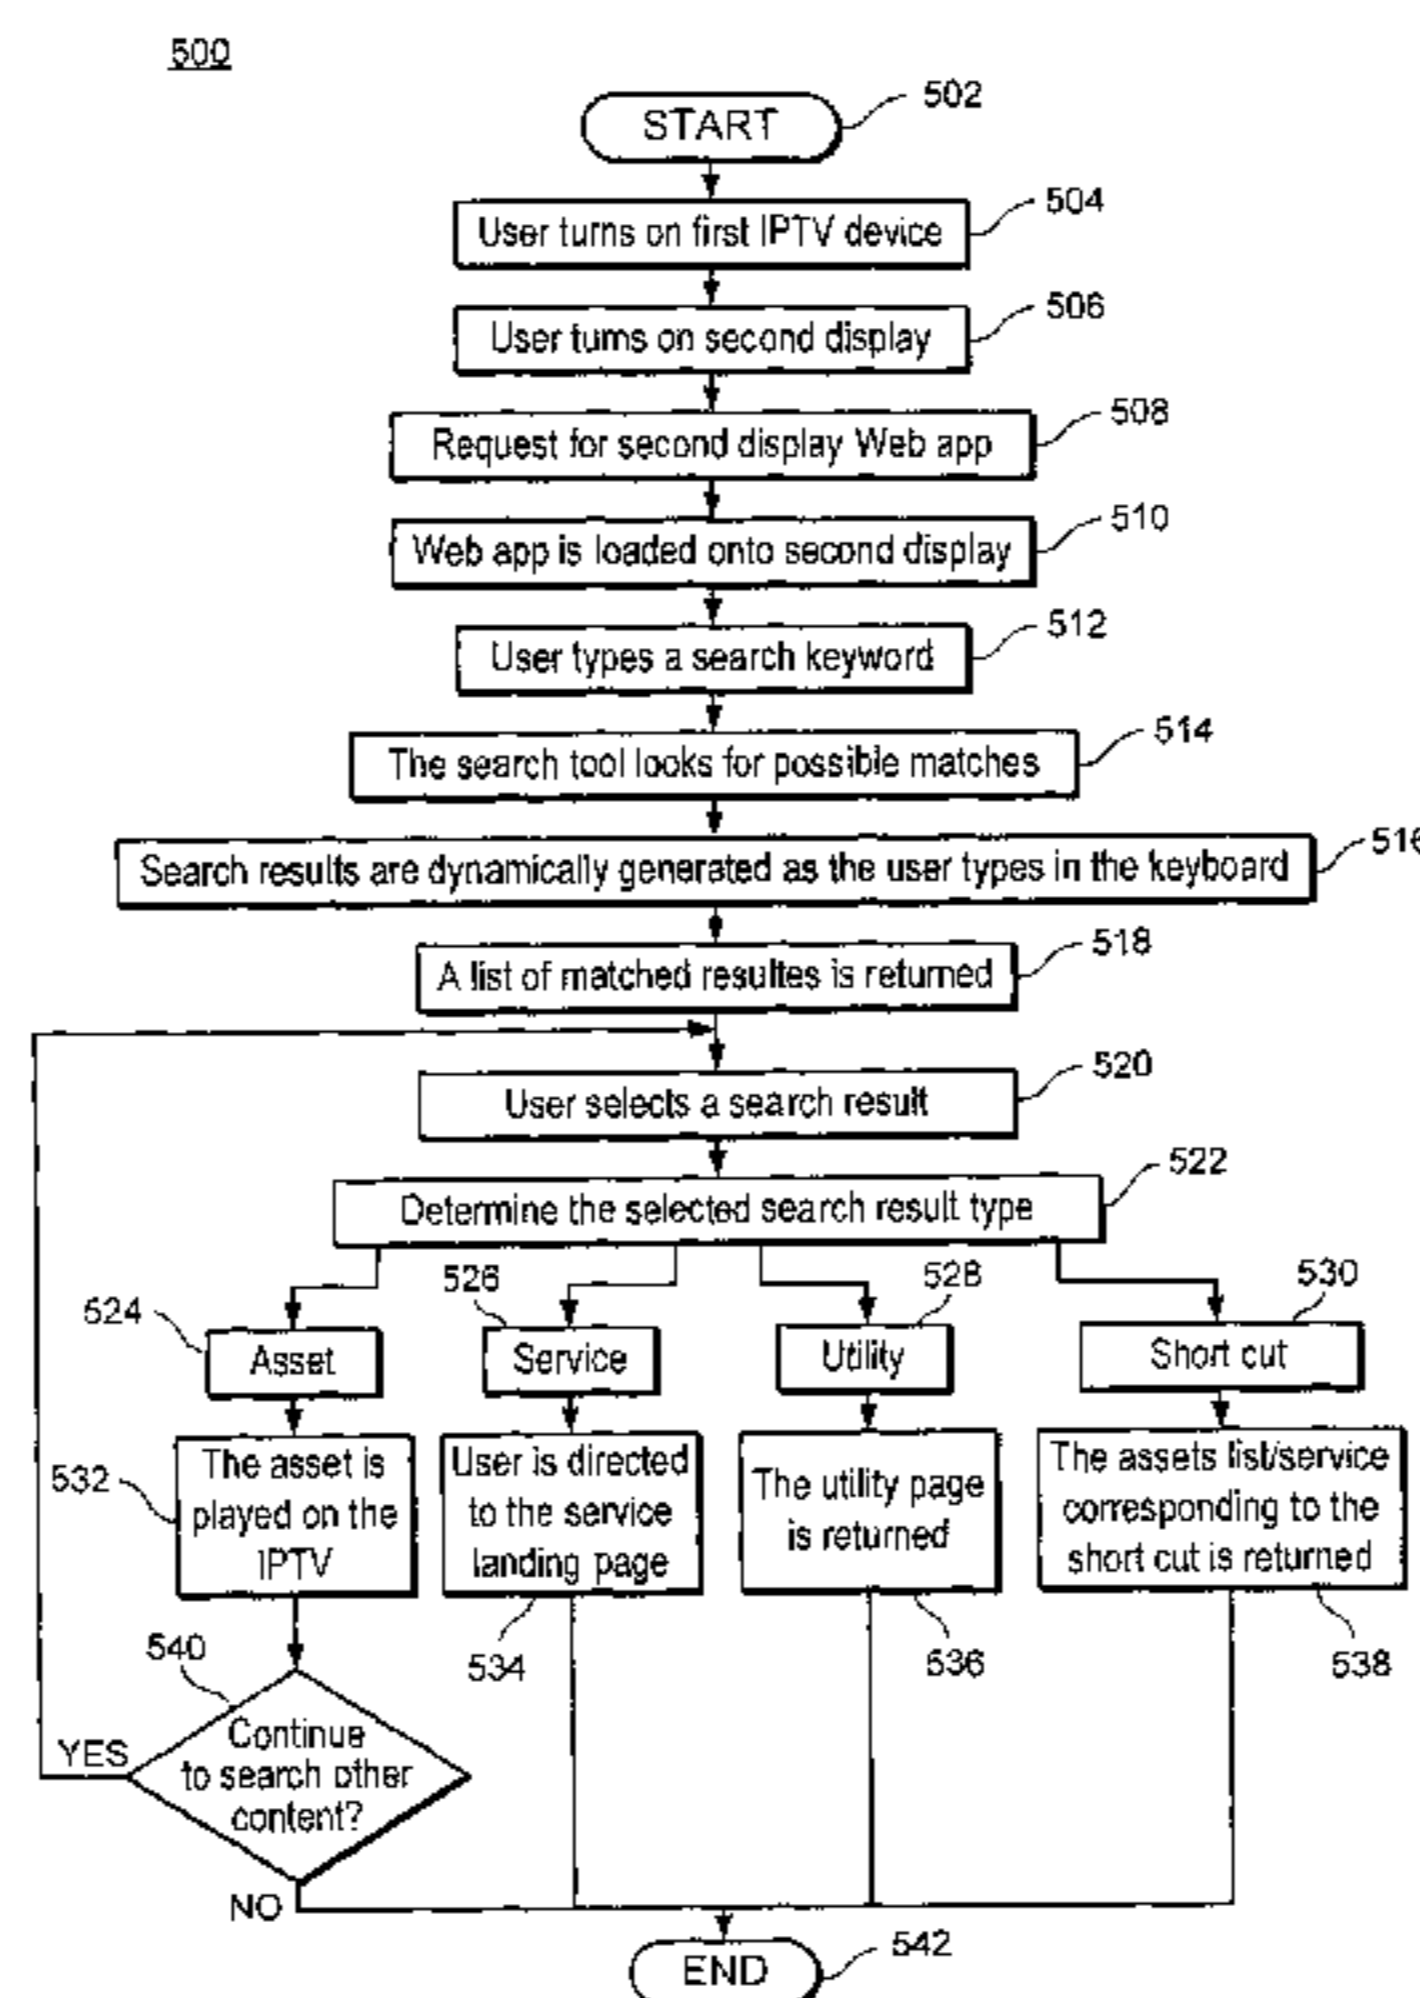 500
START
502
User turns on first IPTV device
504
User turns on second display
506
Request for second display Web app
508
Web app is loaded onto second display
510
User types a search keyword
512
The search tool looks for possible matches
514
Search results are dynamically generated as the user types in the keyboard
516
A list of matched resultes is returned
518
User selects a search result
520
Determine the selected search result type
522
524
Asset
526
Service
528
Utility
530
Short cut
532
The asset is
played on the
IPTV
User is directed
to the service
landing page
534
The utility page
is returned
536
The assets list/service
corresponding to the
short cut is returned
538
540
Continue
to search other
content?
YES
NO
END
542